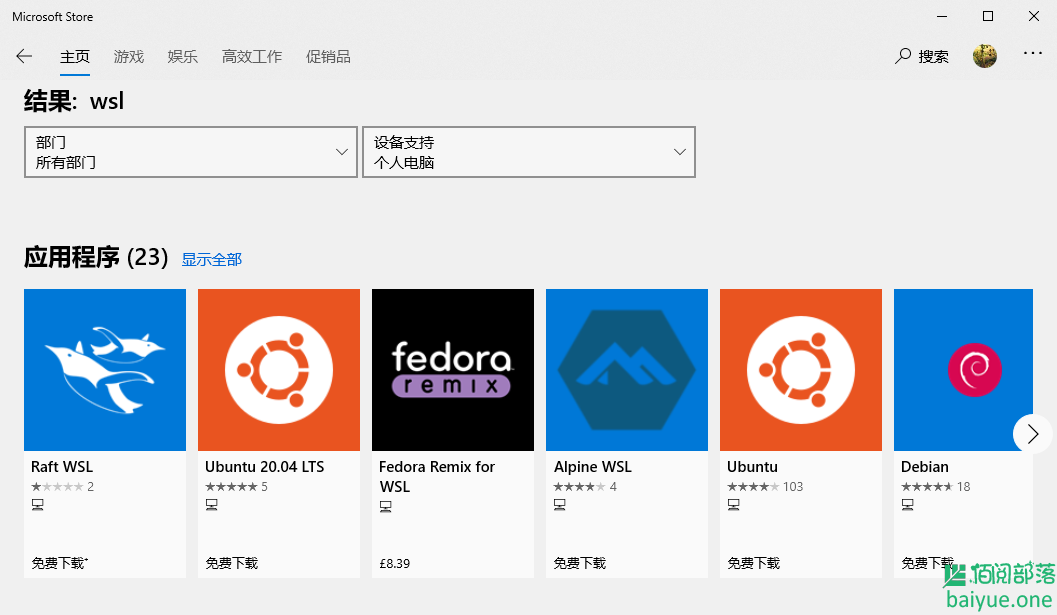 Microsoft Store
主页 游戏 娱乐 高效工作 促销品 搜索
结果: wsl
部门
所有部门
设备支持
个人电脑
应用程序 (23) 显示全部
fedora
remix
Raft WSL
2
免费下载+
Ubuntu 20.04 LTS
5
免费下载
Fedora Remix for
WSL
£8.39
Alpine WSL
4
免费下载
Ubuntu
103
免费下载
Debian
18
免费下载
佰阅部落
baiyue.one